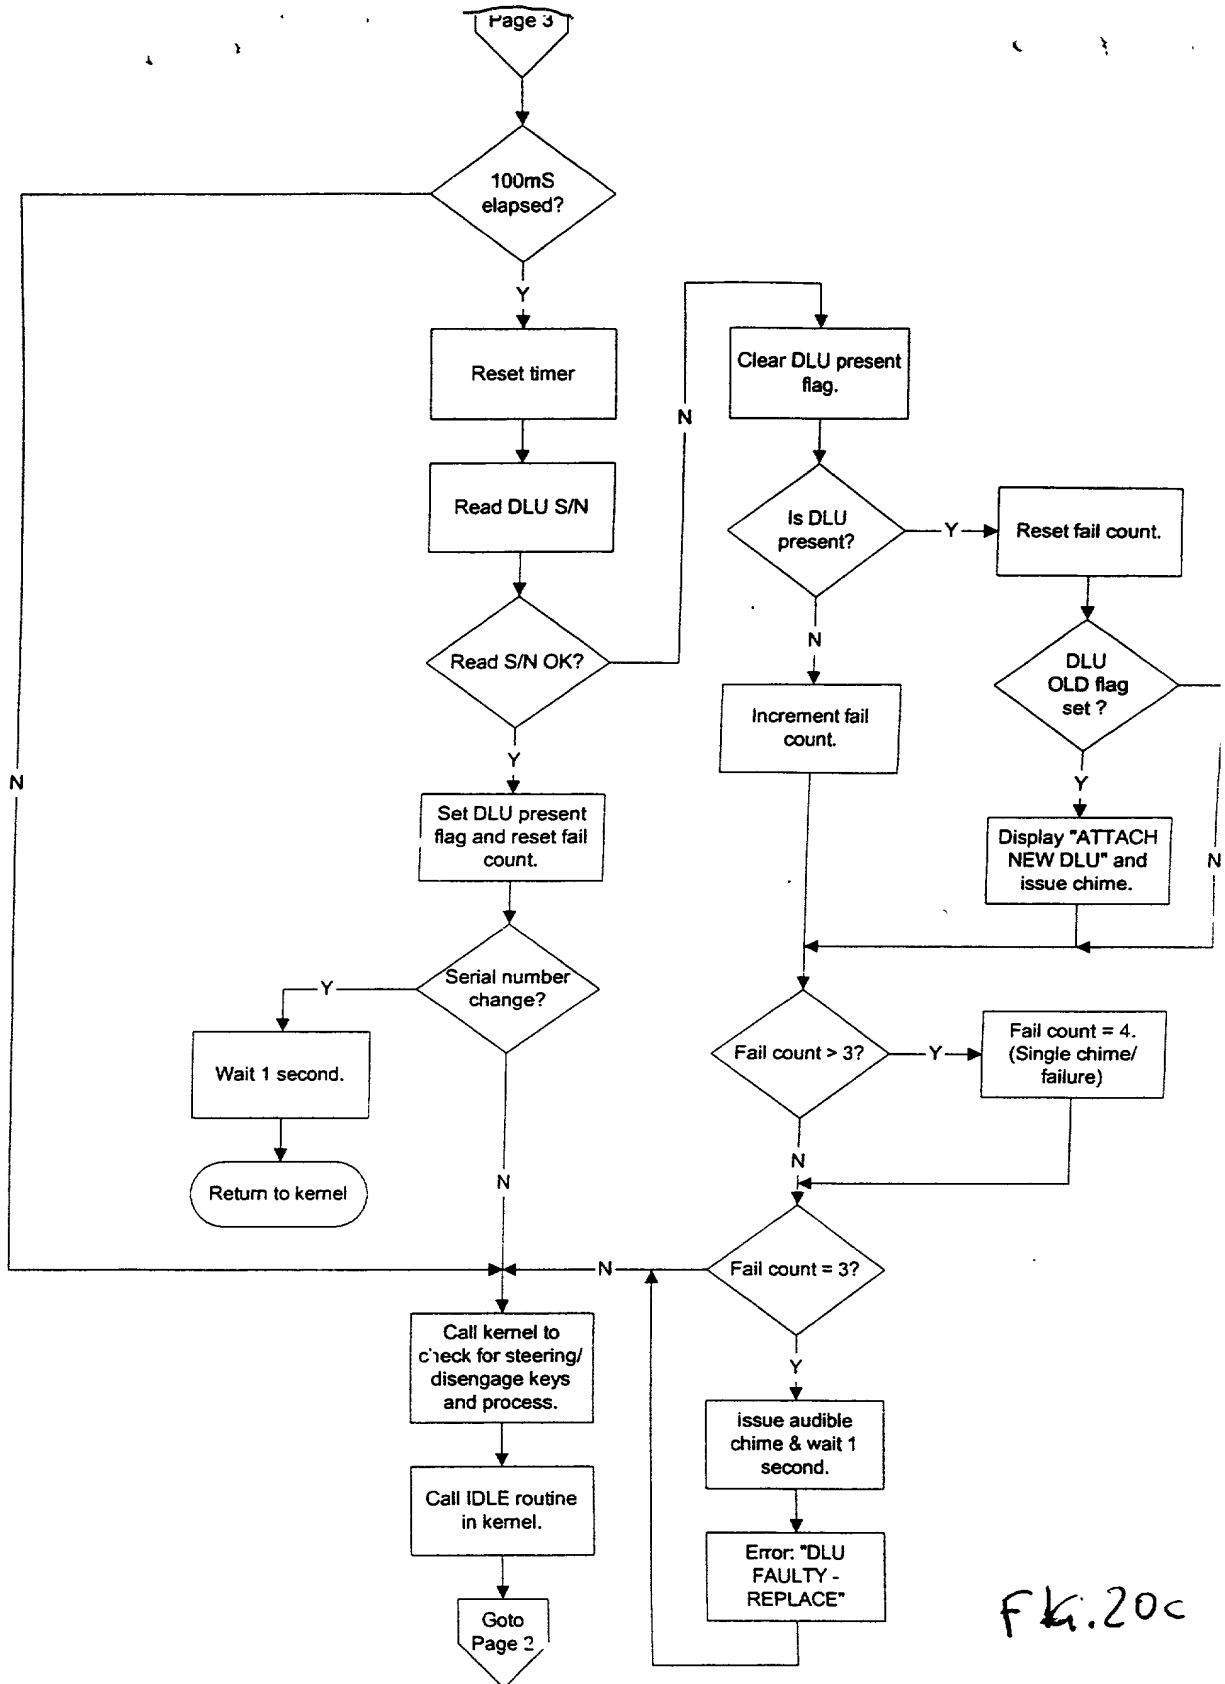 Page 3
100mS
elapsed?
Y
N
Reset timer
Read DLU S/N
Read S/N OK?
N
Y
Set DLU present
flag and reset fail
count.
Serial number
change?
Y
Wait 1 second.
Return to kernel
N
Clear DLU present
flag.
Is DLU
present?
Y
Reset fail count.
N
Increment fail
count.
DLU
OLD flag
set ?
Y
N
Display "ATTACH
NEW DLU" and
issue chime.
Fail count > 3?
Y
Fail count = 4.
(Single chime/
failure)
N
Fail count = 3?
N
Y
issue audible
chime & wait 1
second.
Error: "DLU
FAULTY -
REPLACE"
Call kernel to
check for steering/
disengage keys
and process.
Call IDLE routine
in kernel.
Goto
Page 2
FIG. 20c